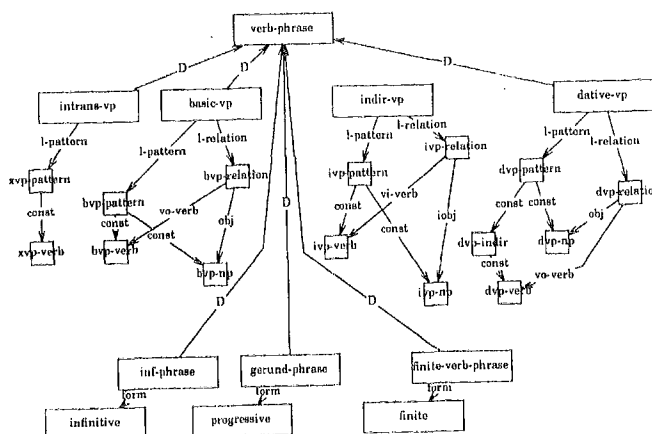 verb-phrase
D
D
D
intrans-vp
basic-vp
indir-vp
dative-vp
l-pattern
l-pattern
l-relation
l-pattern
l-relation
l-pattern
l-relation
xvp-pattern
bvp-relation
ivp-relation
ivp-pattern
dvp-pattern
dvp-relation
bvp-pattern
D
const
const
vo-verb
const
obj
const
vi-verb
const
iobj
const
const
obj
xvp-verb
bvp-verb
bvp-np
ivp-verb
ivp-np
dvp-indir
dvp-np
const
vo-verb
dvp-verb
D
D
inf-phrase
gerund-phrase
finite-verb-phrase
form
form
form
infinitive
progressive
finite